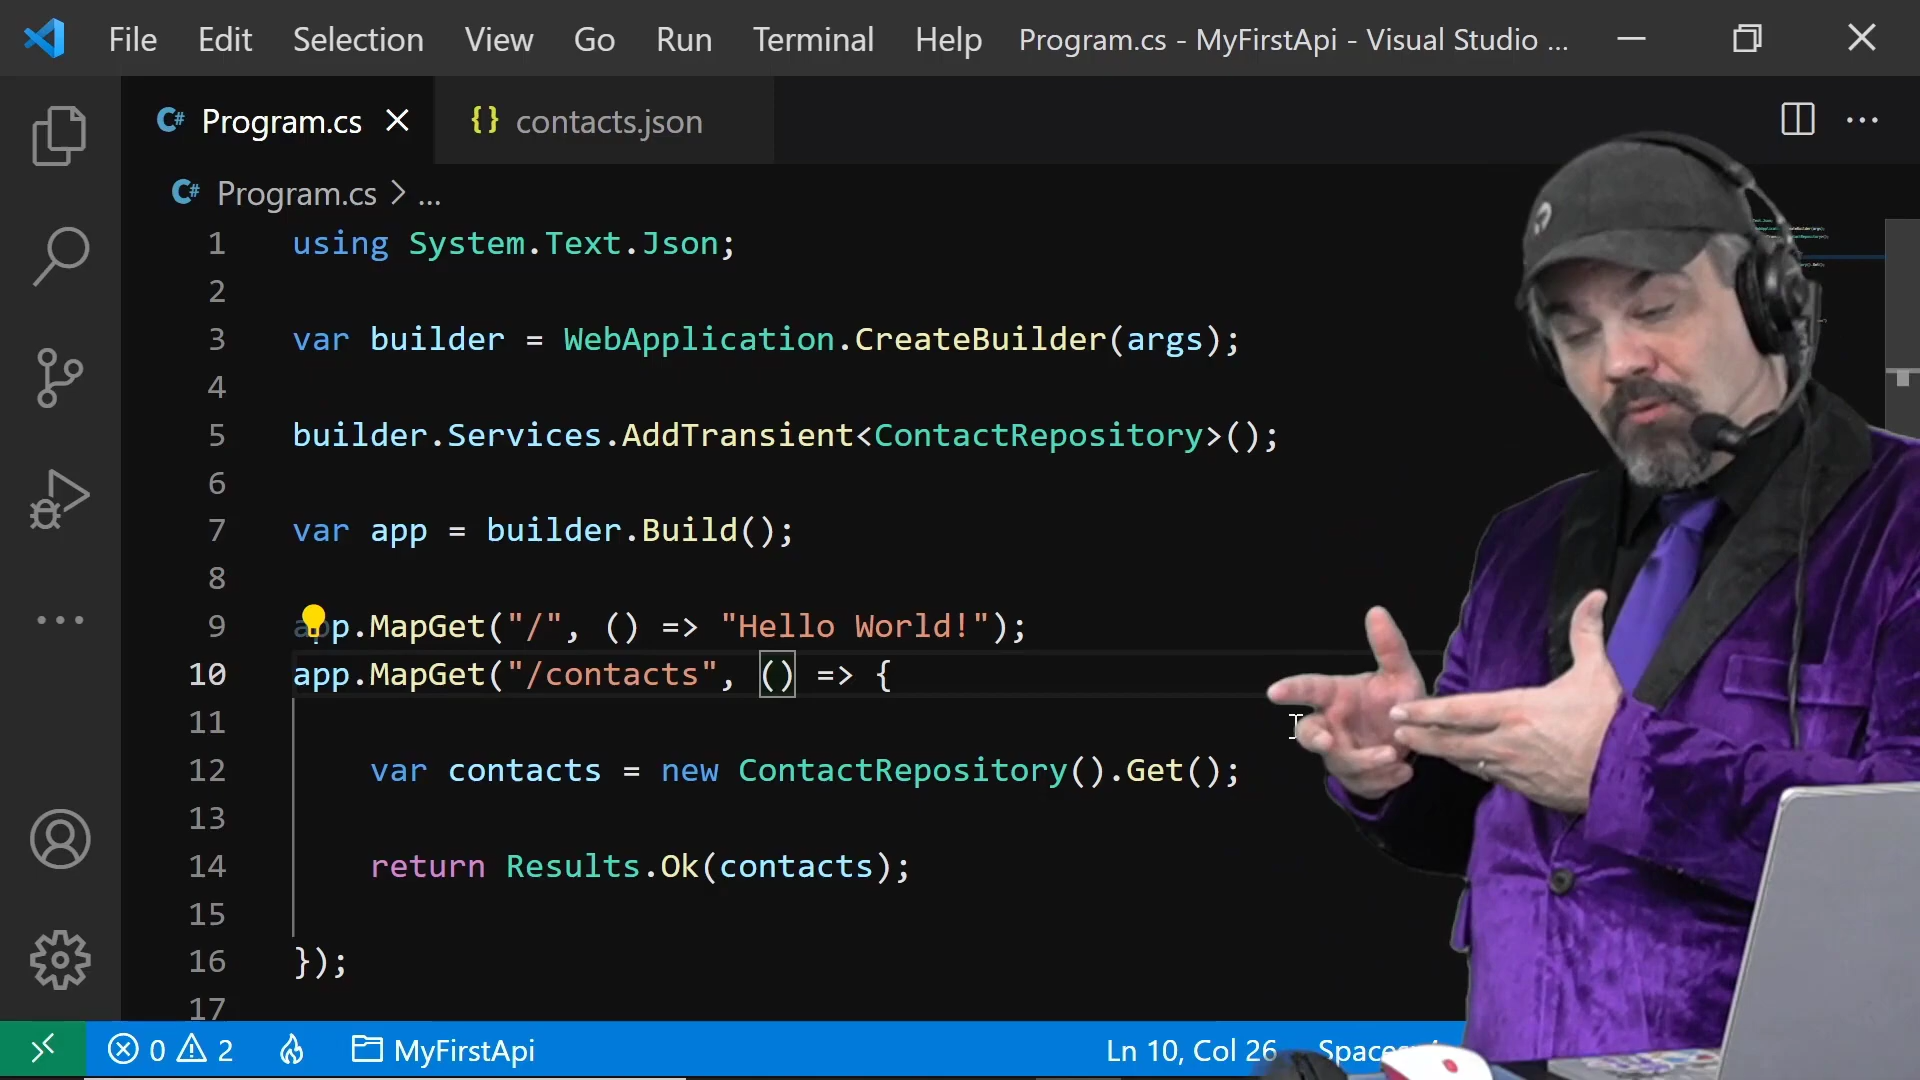 File Edit Selection View Go Run Terminal Help Program.cs - MyFirstApi - Visual Studio ...
C# Program.cs {} contacts.json
C# Program.cs > ...
1 using System.Text.Json;
2
3 var builder = WebApplication.CreateBuilder(args);
4
5 builder.Services.AddTransient<ContactRepository>();
6
7 var app = builder.Build();
8
9 app.MapGet("/", () => "Hello World!");
10 app.MapGet("/contacts", () => {
11
12 var contacts = new ContactRepository().Get();
13
14 return Results.Ok(contacts);
15
16 });
17
0 2 MyFirstApi Ln 10, Col 26